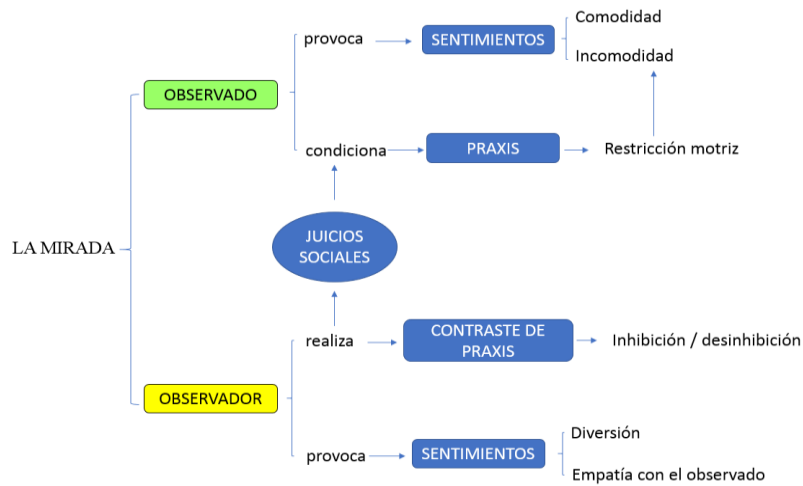 LA MIRADA
OBSERVADO
provoca
SENTIMIENTOS
Comodidad
Incomodidad
condiciona
PRAXIS
Restricción motriz
JUICIOS
SOCIALES
OBSERVADOR
realiza
CONTRASTE DE
PRAXIS
Inhibición / desinhibición
provoca
SENTIMIENTOS
Diversión
Empatía con el observado